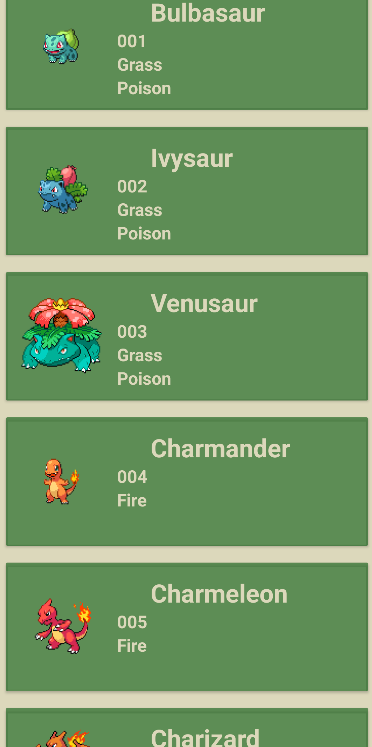 Bulbasaur
001
Grass
Poison
Ivysaur
002
Grass
Poison
Venusaur
003
Grass
Poison
Charmander
004
Fire
Charmeleon
005
Fire
Charizard